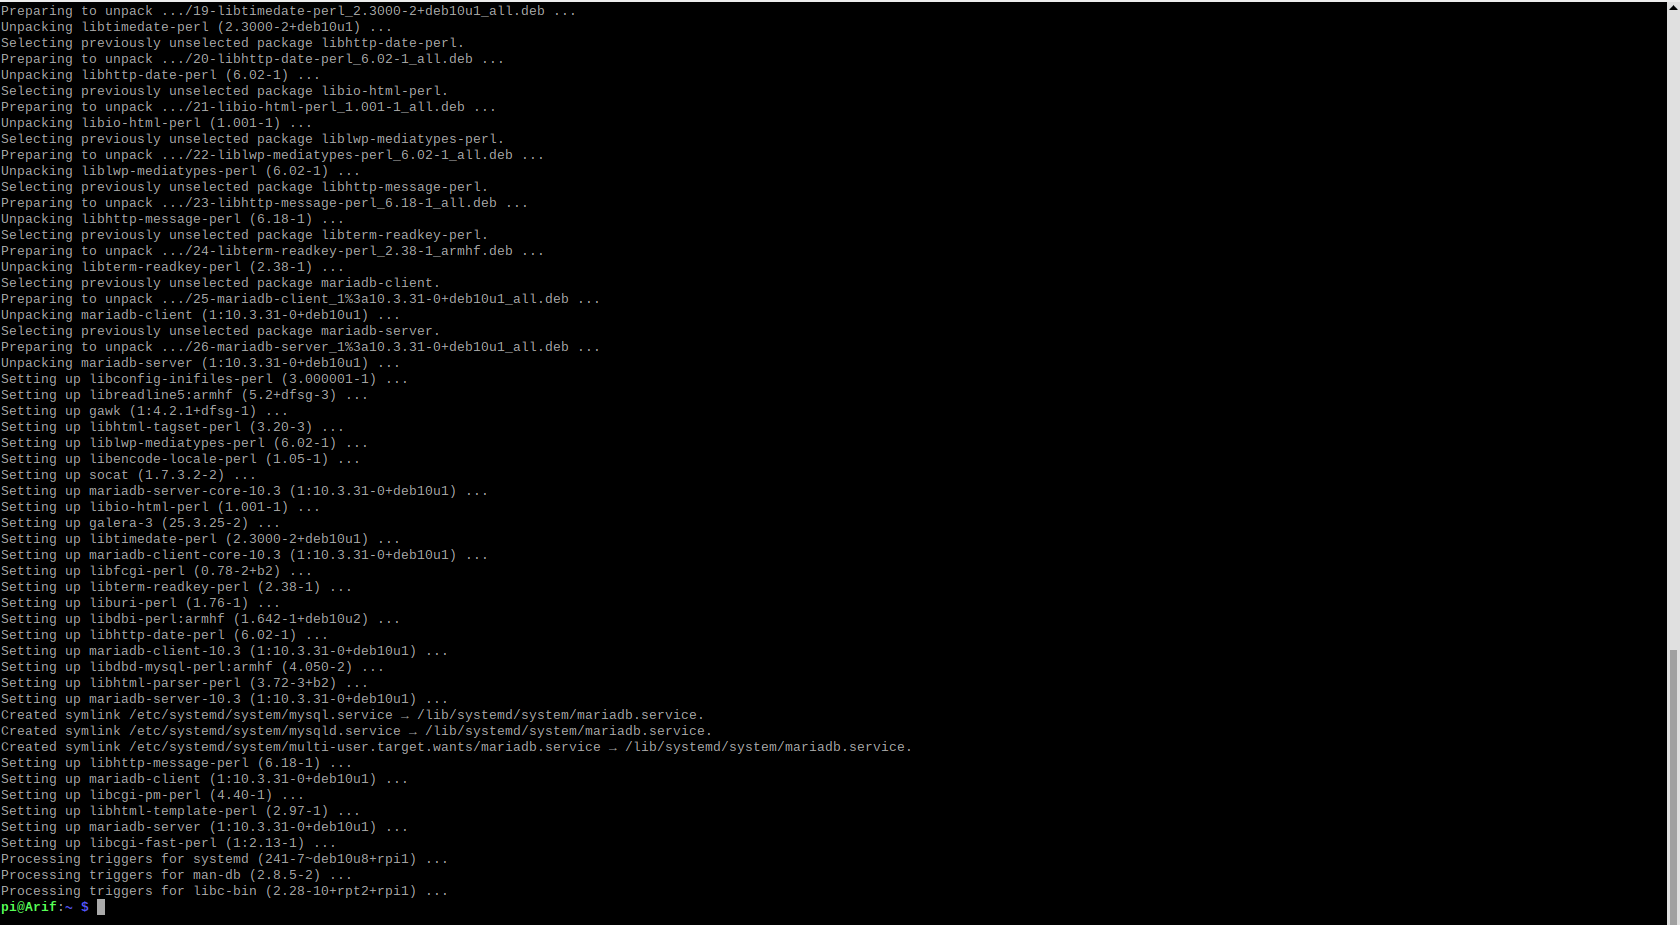 Preparing to unpack .../19-libtimedate-perl_2.3000-2+deb10u1_all.deb ...
Unpacking libtimedate-perl (2.3000-2+deb10u1) ...
Selecting previously unselected package libhttp-date-perl.
Preparing to unpack .../20-libhttp-date-perl_6.02-1_all.deb ...
Unpacking libhttp-date-perl (6.02-1) ...
Selecting previously unselected package libio-html-perl.
Preparing to unpack .../21-libio-html-perl_1.001-1_all.deb ...
Unpacking libio-html-perl (1.001-1) ...
Selecting previously unselected package liblwp-mediatypes-perl.
Preparing to unpack .../22-liblwp-mediatypes-perl_6.02-1_all.deb ...
Unpacking liblwp-mediatypes-perl (6.02-1) ...
Selecting previously unselected package libhttp-message-perl.
Preparing to unpack .../23-libhttp-message-perl_6.18-1_all.deb ...
Unpacking libhttp-message-perl (6.18-1) ...
Selecting previously unselected package libterm-readkey-perl.
Preparing to unpack .../24-libterm-readkey-perl_2.38-1_armhf.deb ...
Unpacking libterm-readkey-perl (2.38-1) ...
Selecting previously unselected package mariadb-client.
Preparing to unpack .../25-mariadb-client_1%3a10.3.31-0+deb10u1_all.deb ...
Unpacking mariadb-client (1:10.3.31-0+deb10u1) ...
Selecting previously unselected package mariadb-server.
Preparing to unpack .../26-mariadb-server_1%3a10.3.31-0+deb10u1_all.deb ...
Unpacking mariadb-server (1:10.3.31-0+deb10u1) ...
Setting up libconfig-inifiles-perl (3.000001-1) ...
Setting up libreadline5:armhf (5.2+dfsg-3) ...
Setting up gawk (1:4.2.1+dfsg-1) ...
Setting up libhtml-tagset-perl (3.20-3) ...
Setting up liblwp-mediatypes-perl (6.02-1) ...
Setting up libencode-locale-perl (1.05-1) ...
Setting up socat (1.7.3.2-2) ...
Setting up mariadb-server-core-10.3 (1:10.3.31-0+deb10u1) ...
Setting up libio-html-perl (1.001-1) ...
Setting up galera-3 (25.3.25-2) ...
Setting up libtimedate-perl (2.3000-2+deb10u1) ...
Setting up mariadb-client-core-10.3 (1:10.3.31-0+deb10u1) ...
Setting up libfcgi-perl (0.78-2+b2) ...
Setting up libterm-readkey-perl (2.38-1) ...
Setting up liburi-perl (1.76-1) ...
Setting up libdbi-perl:armhf (1.642-1+deb10u2) ...
Setting up libhttp-date-perl (6.02-1) ...
Setting up mariadb-client-10.3 (1:10.3.31-0+deb10u1) ...
Setting up libdbd-mysql-perl:armhf (4.050-2) ...
Setting up libhtml-parser-perl (3.72-3+b2) ...
Setting up mariadb-server-10.3 (1:10.3.31-0+deb10u1) ...
Created symlink /etc/systemd/system/mysql.service → /lib/systemd/system/mariadb.service.
Created symlink /etc/systemd/system/mysqld.service → /lib/systemd/system/mariadb.service.
Created symlink /etc/systemd/system/multi-user.target.wants/mariadb.service → /lib/systemd/system/mariadb.service.
Setting up libhttp-message-perl (6.18-1) ...
Setting up mariadb-client (1:10.3.31-0+deb10u1) ...
Setting up libcgi-pm-perl (4.40-1) ...
Setting up libhtml-template-perl (2.97-1) ...
Setting up mariadb-server (1:10.3.31-0+deb10u1) ...
Setting up libcgi-fast-perl (1:2.13-1) ...
Processing triggers for systemd (241-7~deb10u8+rpi1) ...
Processing triggers for man-db (2.8.5-2) ...
Processing triggers for libc-bin (2.28-10+rpt2+rpi1) ...
pi@Arif:~ $